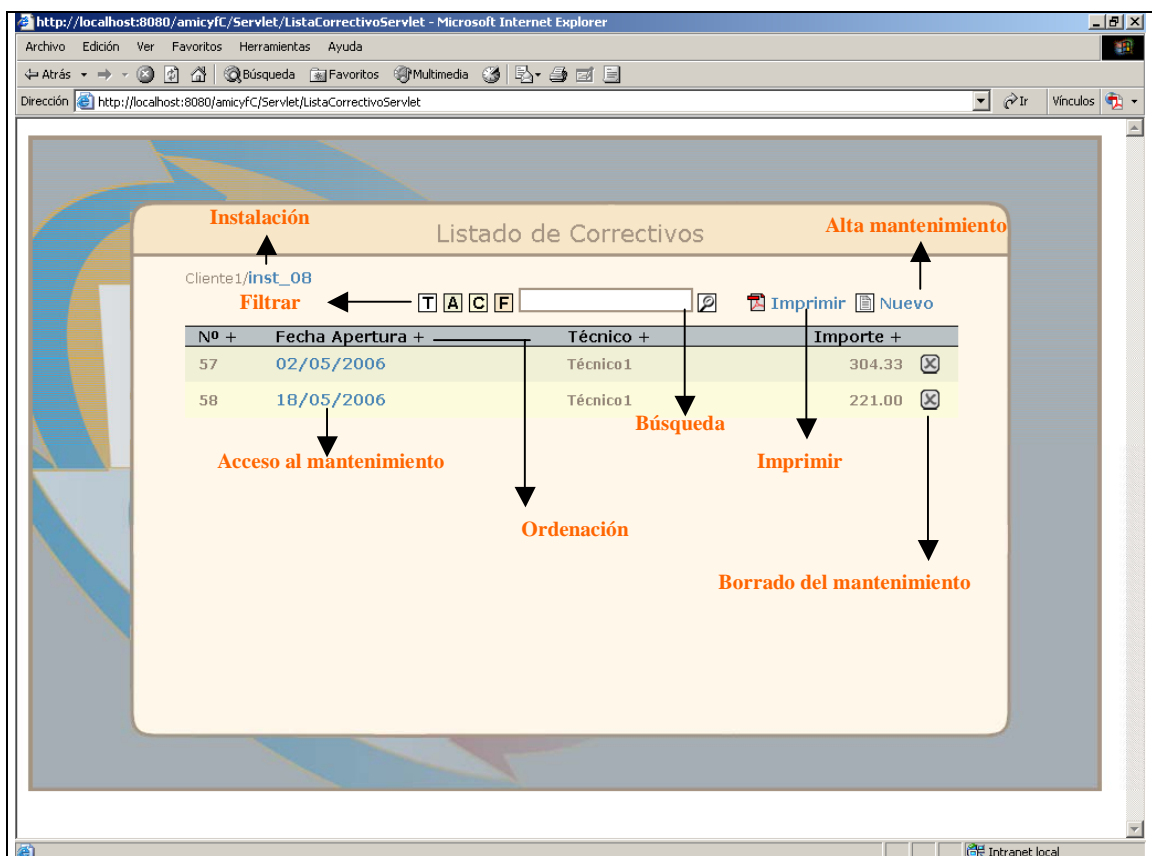 http://localhost:8080/amicyfC/Servlet/ListaCorrectivoServlet - Microsoft Internet Explorer
Archivo Edición Ver Favoritos Herramientas Ayuda
Atrás Búsqueda Favoritos Multimedia
Dirección http://localhost:8080/amicyfC/Servlet/ListaCorrectivoServlet Ir Vínculos
Instalación
Alta mantenimiento
Listado de Correctivos
Cliente1/inst_08
Filtrar T A C F Imprimir Nuevo
Nº + Fecha Apertura + Técnico + Importe +
57 02/05/2006 Técnico1 304.33
58 18/05/2006 Técnico1 221.00
Búsqueda
Acceso al mantenimiento
Imprimir
Ordenación
Borrado del mantenimiento
Intranet local